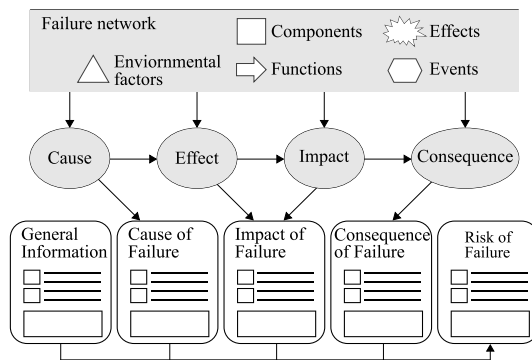 Failure network
Components
Effects
Enviornmental
factors
Functions
Events
Cause
Effect
Impact
Consequence
General
Information
Cause of
Failure
Impact of
Failure
Consequence
of Failure
Risk of
Failure